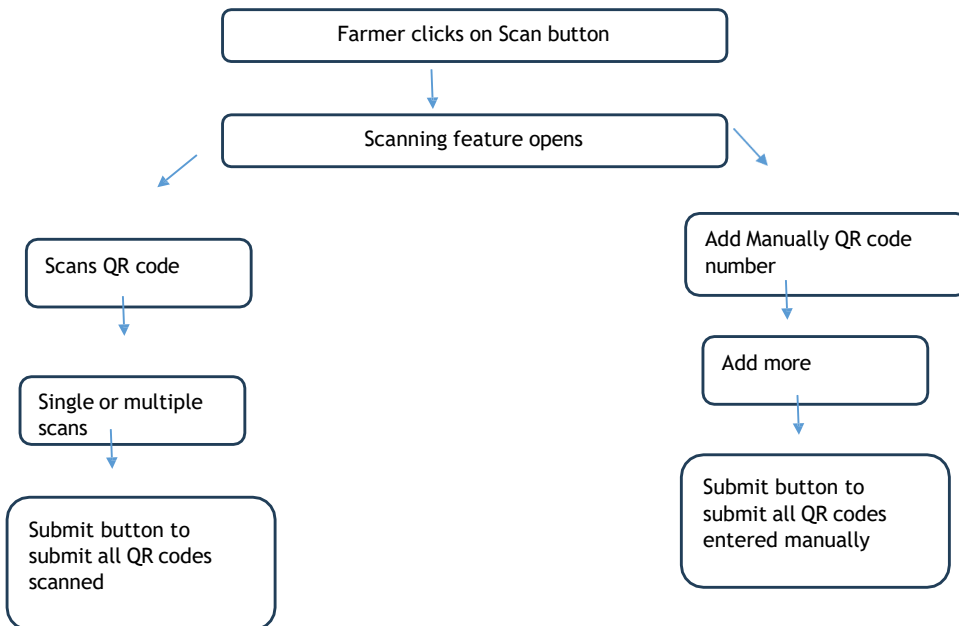 Farmer clicks on Scan button
Scanning feature opens
Scans QR code
Single or multiple
scans
Submit button to
submit all QR codes
scanned
Add Manually QR code
number
Add more
Submit button to
submit all QR codes
entered manually